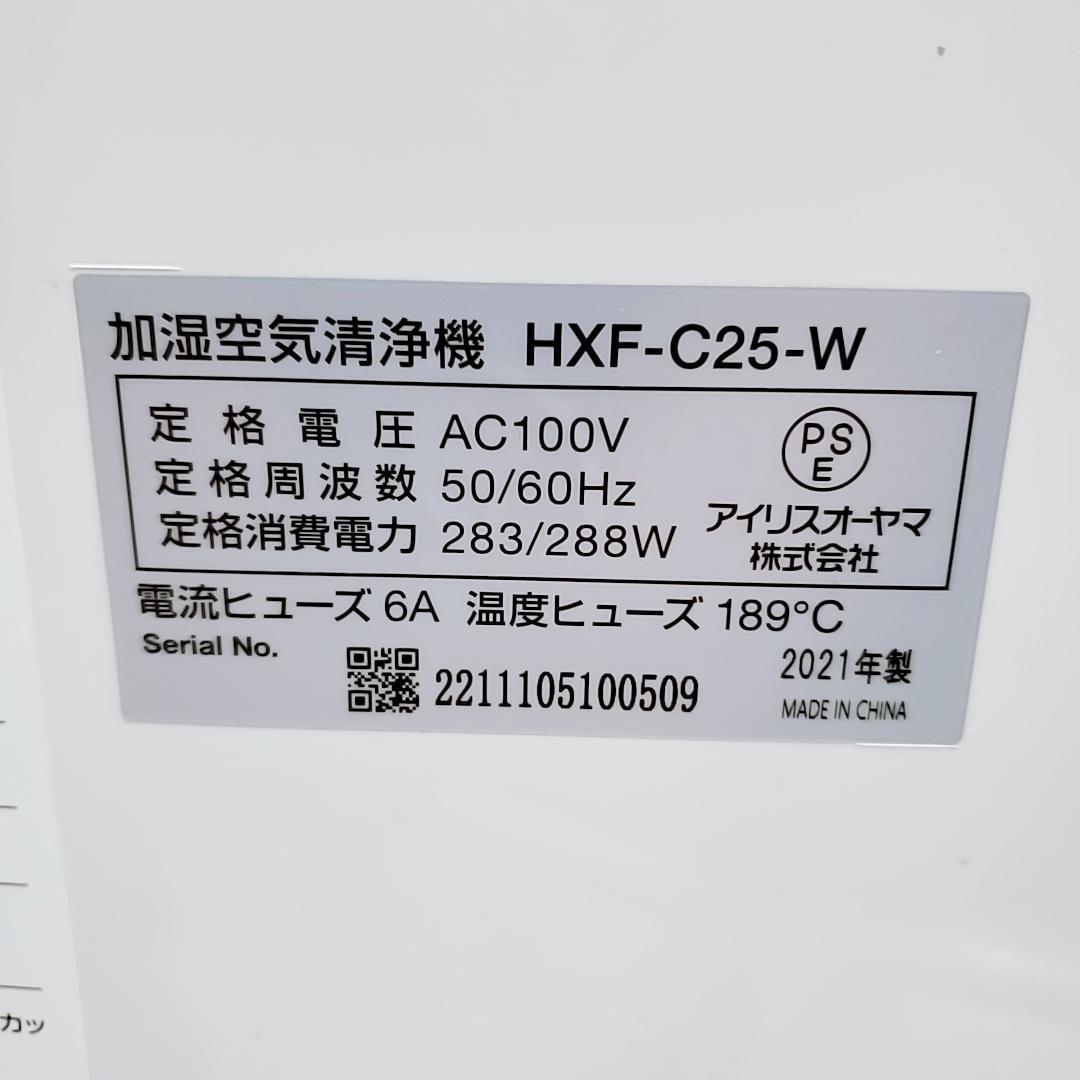 加湿空気清浄機 HXF-C25-W
定格電圧 AC100V
定格周波数 50/60Hz
定格消費電力 283/288W
PS
E
アイリスオーヤマ
株式会社
電流ヒューズ 6A 温度ヒューズ 189°C
Serial No.
2211105100509
2021年製
MADE IN CHINA
カッ